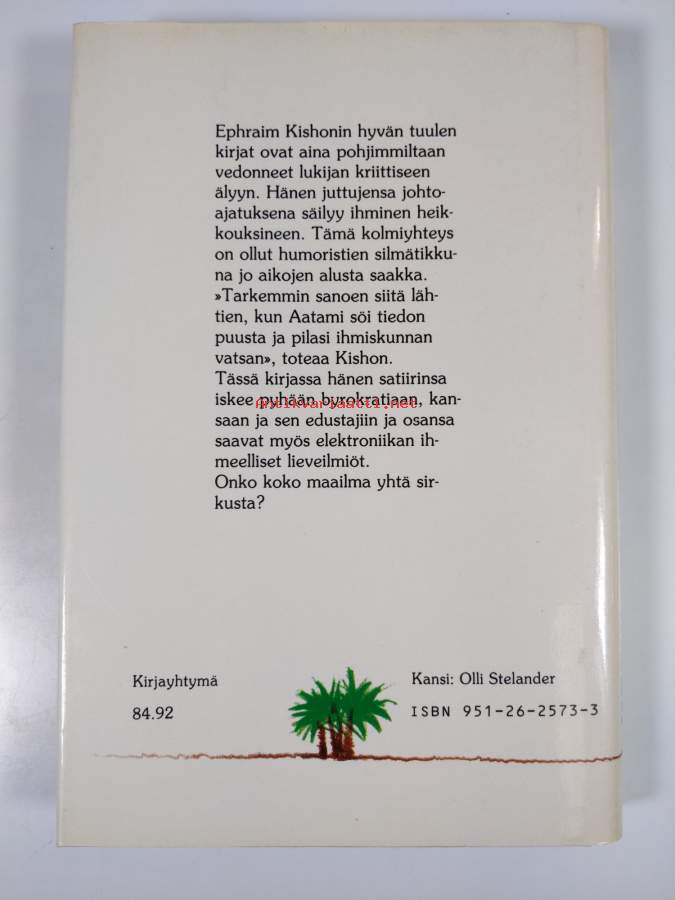 Ephraim Kishonin hyvän tuulen
kirjat ovat aina pohjimmiltaan
vedonneet lukijan kriittiseen
älyyn. Hänen juttujensa johto-
ajatuksena säilyy ihminen heik-
kouksineen. Tämä kolmiyhteys
on ollut humoristien silmätikku-
na jo aikojen alusta saakka.
»Tarkemmin sanoen siitä läh-
tien, kun Aatami söi tiedon
puusta ja pilasi ihmiskunnan
vatsan», toteaa Kishon.
Tässä kirjassa hänen satiirinsa
iskee puhään byrokratiaan, kan-
Antikvariaatti.net
saan ja sen edustajiin ja osansa
saavat myös elektroniikan ih-
meelliset lieveilmiöt.
Onko koko maailma yhtä sir-
kusta?
Kirjayhtymä
84.92
Kansi: Olli Stelander
ISBN 951-26-2573-3